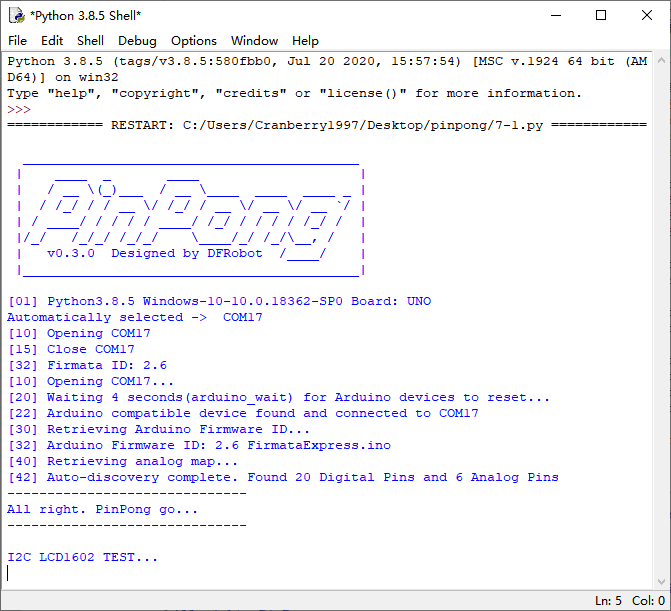 *Python 3.8.5 Shell*
File Edit Shell Debug Options Window Help
Python 3.8.5 (tags/v3.8.5:580fbb0, Jul 20 2020, 15:57:54) [MSC v.1924 64 bit (AM
D64)] on win32
Type "help", "copyright", "credits" or "license()" for more information.
>>>
============ RESTART: C:/Users/Cranberry1997/Desktop/pinpong/7-1.py ============
PinPong
v0.3.0  Designed by DFRobot
[01] Python3.8.5 Windows-10-10.0.18362-SP0 Board: UNO
Automatically selected ->  COM17
[10] Opening COM17
[15] Close COM17
[32] Firmata ID: 2.6
[10] Opening COM17...
[20] Waiting 4 seconds(arduino_wait) for Arduino devices to reset...
[22] Arduino compatible device found and connected to COM17
[30] Retrieving Arduino Firmware ID...
[32] Arduino Firmware ID: 2.6 FirmataExpress.ino
[40] Retrieving analog map...
[42] Auto-discovery complete. Found 20 Digital Pins and 6 Analog Pins
------------------------------
All right. PinPong go...
------------------------------
I2C LCD1602 TEST...
Ln: 5 Col: 0